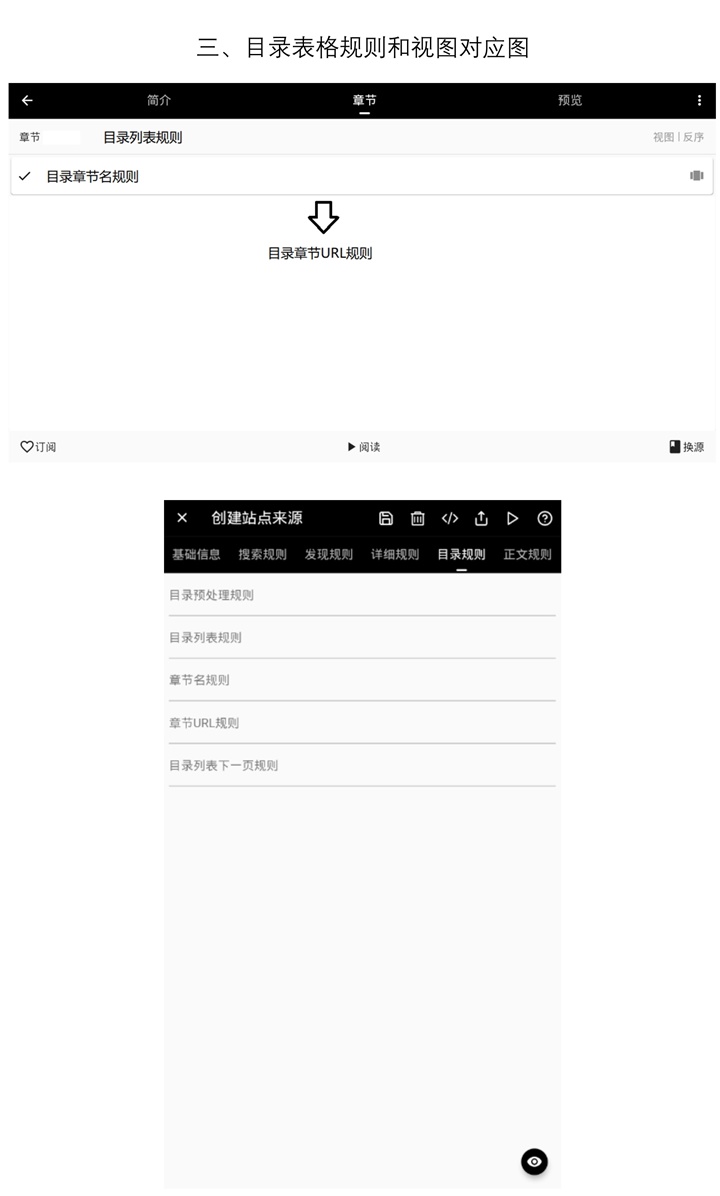 三、目录表格规则和视图对应图
简介 章节 预览
章节 目录列表规则 视图 | 反序
目录章节名规则
目录章节URL规则
订阅 阅读 换源
创建站点来源
基础信息 搜索规则 发现规则 详细规则 目录规则 正文规则
目录预处理规则
目录列表规则
章节名规则
章节URL规则
目录列表下一页规则